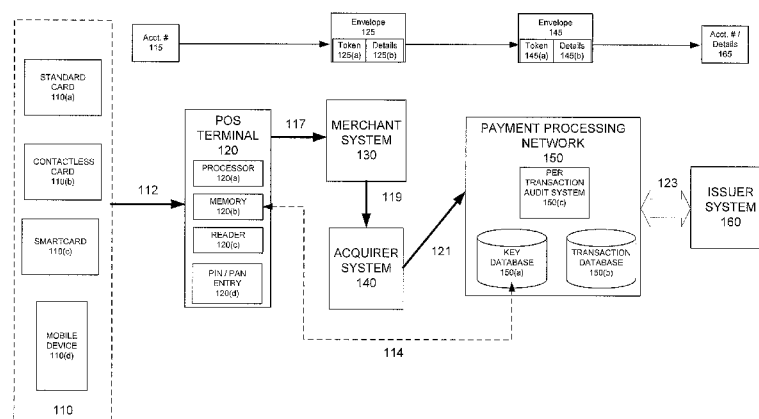 Acct. #
115
Envelope
125
Token
125(a)
Details
125(b)
Envelope
145
Token
145(a)
Details
145(b)
Acct. # /
Details
165
STANDARD
CARD
110(a)
CONTACTLESS
CARD
110(b)
SMARTCARD
110(c)
MOBILE
DEVICE
110(d)
110
112
POS
TERMINAL
120
PROCESSOR
120(a)
MEMORY
120(b)
READER
120(c)
PIN / PAN
ENTRY
120(d)
117
MERCHANT
SYSTEM
130
119
ACQUIRER
SYSTEM
140
121
114
PAYMENT PROCESSING
NETWORK
150
PER
TRANSACTION
AUDIT SYSTEM
150(c)
KEY
DATABASE
150(a)
TRANSACTION
DATABASE
150(b)
123
ISSUER
SYSTEM
160